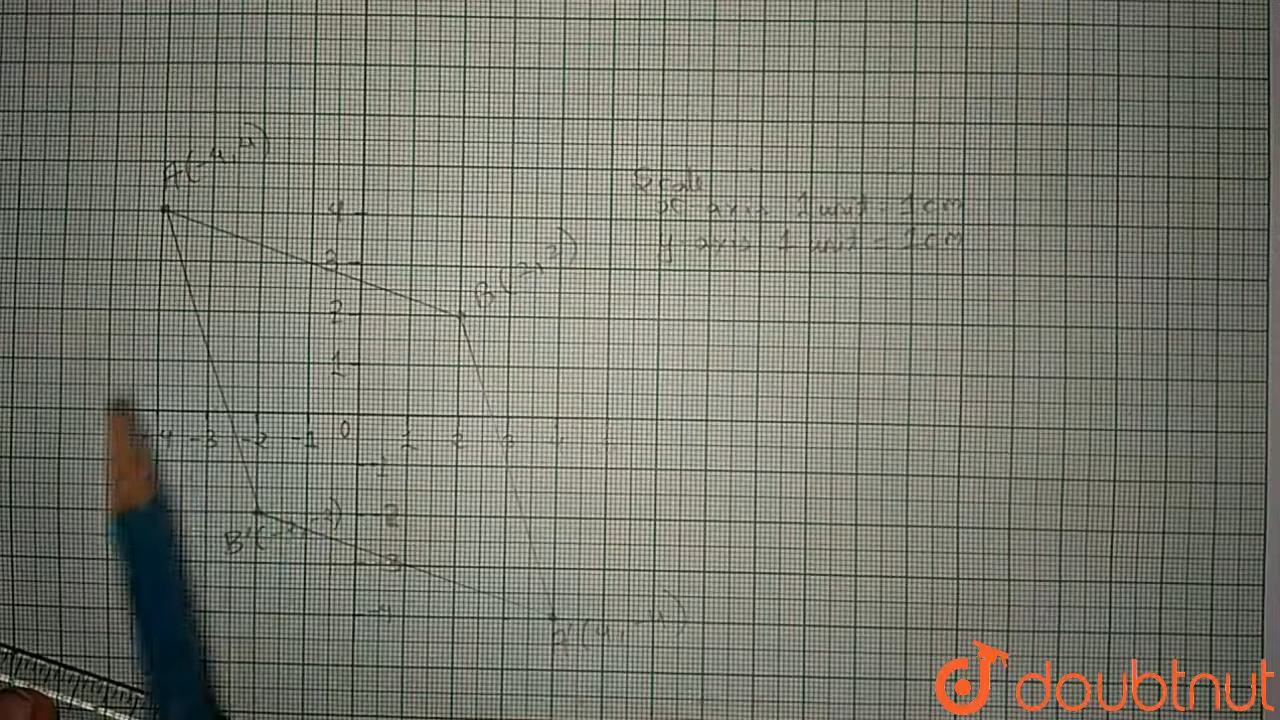 A(-4,4)
Scale
x-axis 1 unit = 1 cm
y-axis 1 unit = 1 cm
4
3
B(2,2)
2
1
-4 -3 -2 -1 0 1 2 3 4 5
-1
-2
B'(-2,-2)
-3
-4
A'(4,-4)
doubtnut